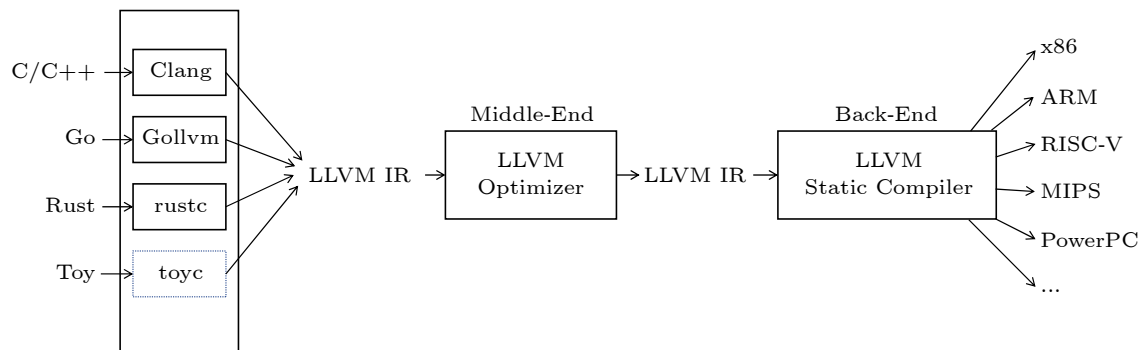 C/C++
Clang
Go
Gollvm
Rust
rustc
Toy
toyc
LLVM IR
Middle-End
LLVM
Optimizer
LLVM IR
Back-End
LLVM
Static Compiler
x86
ARM
RISC-V
MIPS
PowerPC
...